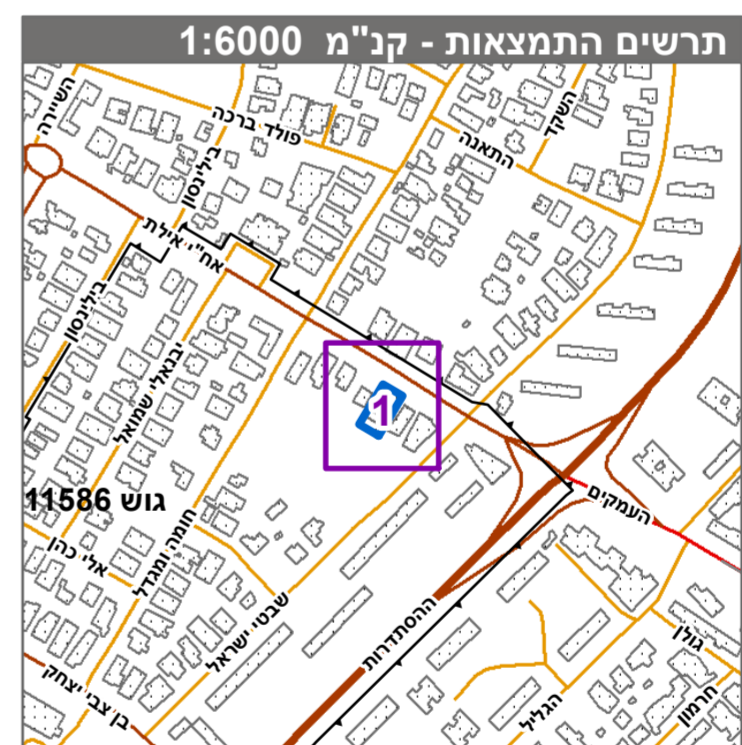 תרשים התמצאות - קנ"מ 1:6000
השיירה
פולד ברכה
השקד
התאנה
בילינסון
אח"י אילת
בילינסון
יבנאלי שמואל
1
גוש 11586
העמקים
חומה ומגדל
אלי כהן
שבטי ישראל
ההסתדרות
גולן
בן צבי יצחק
חרמון
הגליל